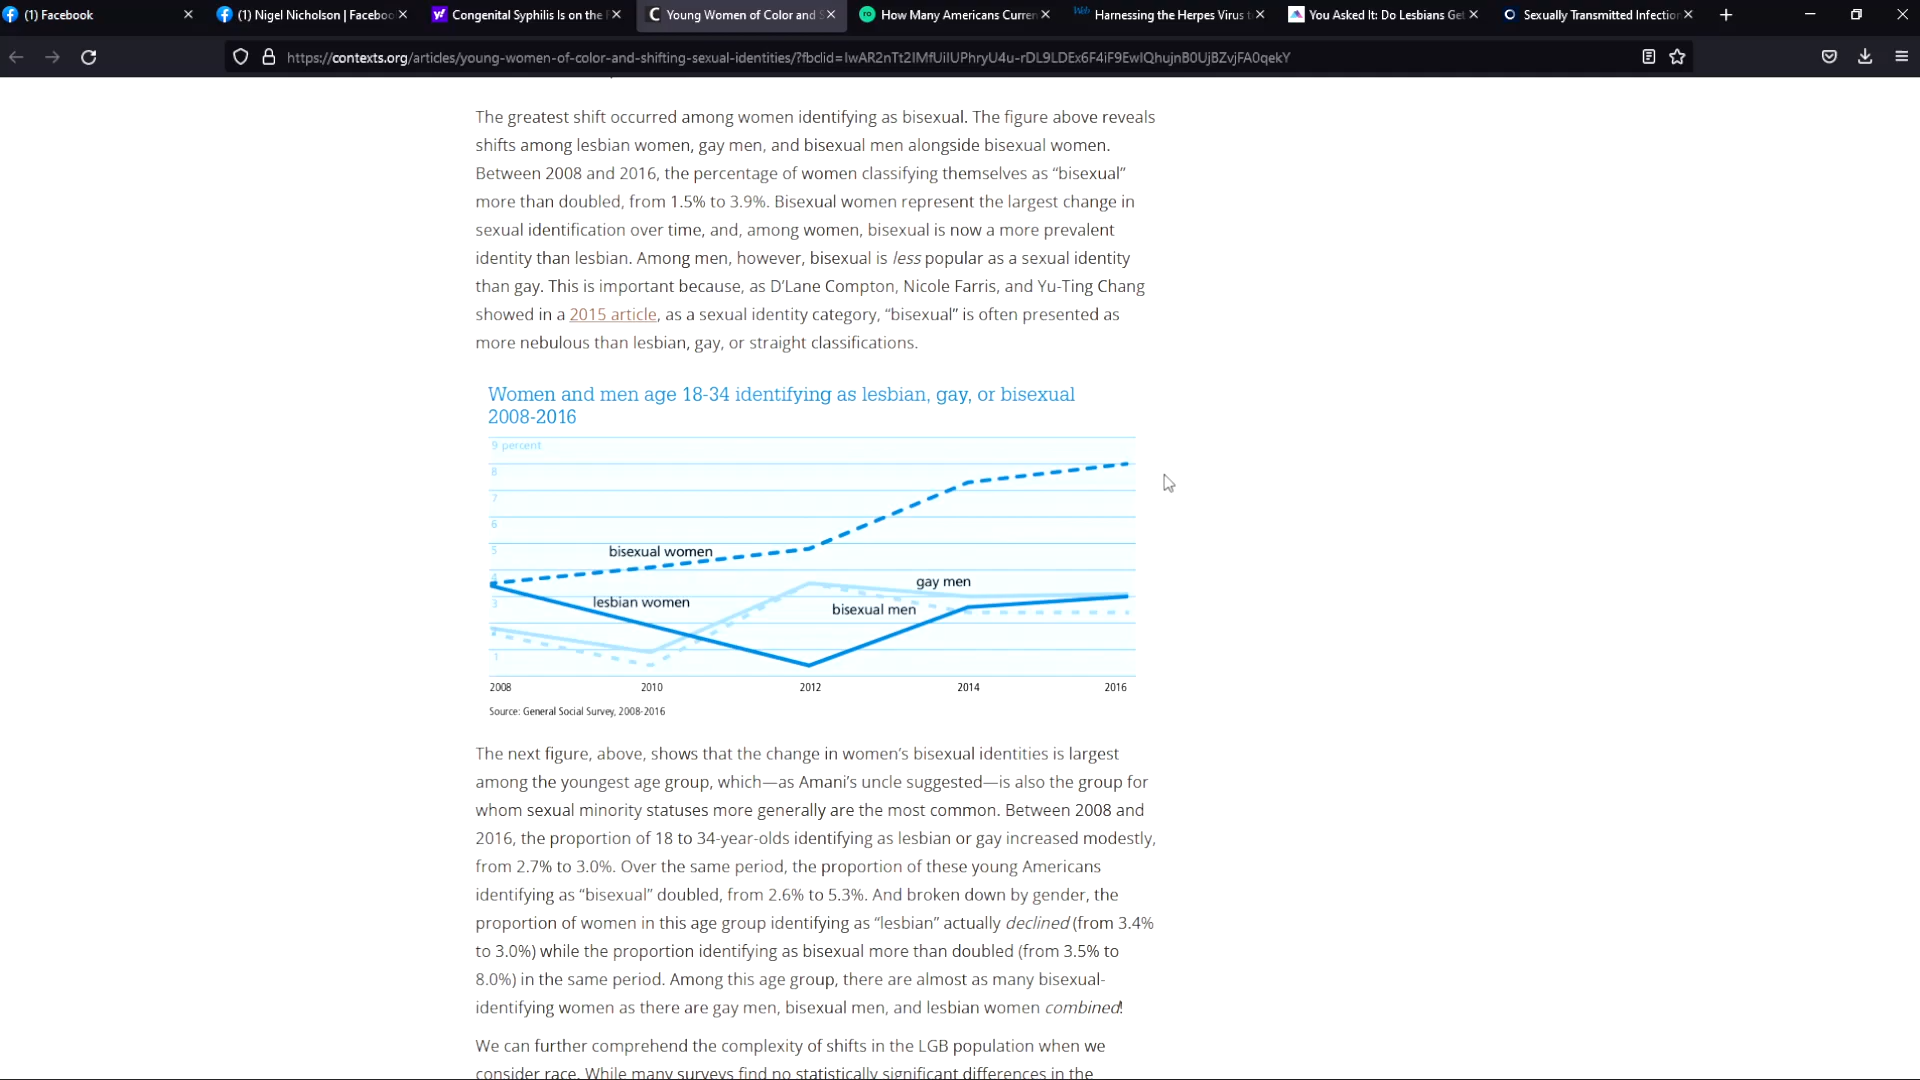 (1) Facebook
(1) Nigel Nicholson | Faceboo
Congenital Syphilis Is on the
Young Women of Color and S
How Many Americans Curren
Harnessing the Herpes Virus t
You Asked It: Do Lesbians Get
Sexually Transmitted Infection
https://contexts.org/articles/young-women-of-color-and-shifting-sexual-identities/?fbclid=
The greatest shift occurred among women identifying as bisexual. The figure above reveals
shifts among lesbian women, gay men, and bisexual men alongside bisexual women.
Between 2008 and 2016, the percentage of women classifying themselves as “bisexual”
more than doubled, from 1.5% to 3.9%. Bisexual women represent the largest change in
sexual identification over time, and, among women, bisexual is now a more prevalent
identity than lesbian. Among men, however, bisexual is less popular as a sexual identity
than gay. This is important because, as D’Lane Compton, Nicole Farris, and Yu-Ting Chang
showed in a 2015 article, as a sexual identity category, “bisexual” is often presented as
more nebulous than lesbian, gay, or straight classifications.
Women and men age 18-34 identifying as lesbian, gay, or bisexual
2008-2016
9 percent
8
7
6
5
bisexual women
4
gay men
3
lesbian women
bisexual men
1
2008 2010 2012 2014 2016
Source: General Social Survey, 2008-2016
The next figure, above, shows that the change in women’s bisexual identities is largest
among the youngest age group, which—as Amani’s uncle suggested—is also the group for
whom sexual minority statuses more generally are the most common. Between 2008 and
2016, the proportion of 18 to 34-year-olds identifying as lesbian or gay increased modestly,
from 2.7% to 3.0%. Over the same period, the proportion of these young Americans
identifying as “bisexual” doubled, from 2.6% to 5.3%. And broken down by gender, the
proportion of women in this age group identifying as “lesbian” actually declined (from 3.4%
to 3.0%) while the proportion identifying as bisexual more than doubled (from 3.5% to
8.0%) in the same period. Among this age group, there are almost as many bisexual-
identifying women as there are gay men, bisexual men, and lesbian women combined!
We can further comprehend the complexity of shifts in the LGB population when we
consider race. While many surveys find no statistically significant differences in the